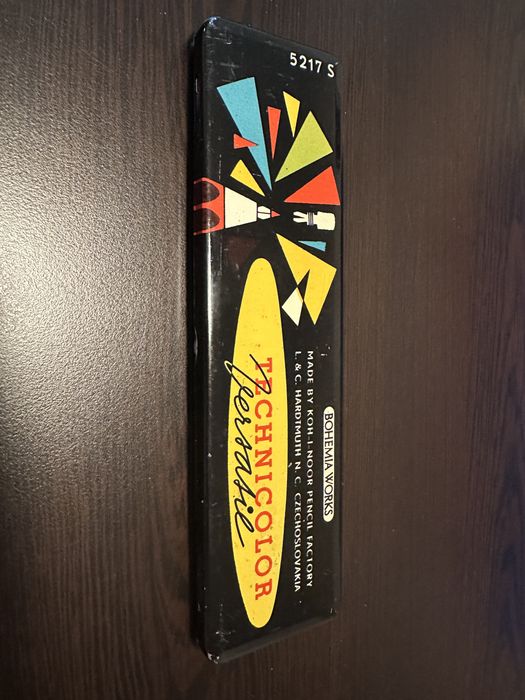 5217 S
TECHNICOLOR
Versatil
BOHEMIA WORKS
MADE BY KOH-I-NOOR PENCIL FACTORY
L. & C. HARDTMUTH N. C. CZECHOSLOVAKIA